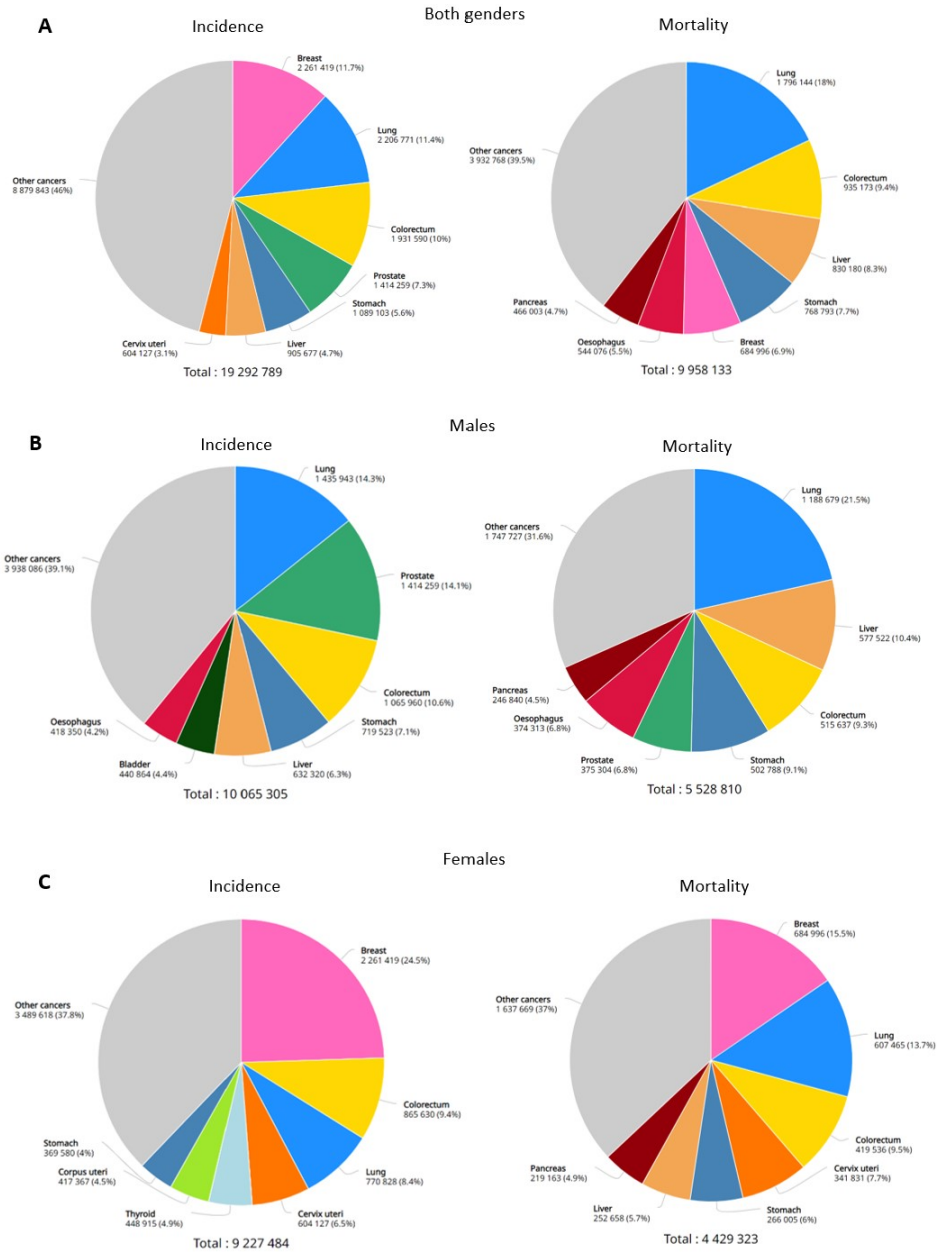 Both genders
A
Incidence
Mortality
Breast
2 261 419 (11.7%)
Lung
2 206 771 (11.4%)
Colorectum
1 931 590 (10%)
Prostate
1 414 259 (7.3%)
Stomach
1 089 103 (5.6%)
Liver
905 677 (4.7%)
Cervix uteri
604 127 (3.1%)
Other cancers
8 879 843 (46%)
Total : 19 292 789
Lung
1 796 144 (18%)
Colorectum
935 173 (9.4%)
Liver
830 180 (8.3%)
Stomach
768 793 (7.7%)
Breast
684 996 (6.9%)
Oesophagus
544 076 (5.5%)
Pancreas
466 003 (4.7%)
Other cancers
3 932 768 (39.5%)
Total : 9 958 133
Males
B
Incidence
Mortality
Lung
1 435 943 (14.3%)
Prostate
1 414 259 (14.1%)
Colorectum
1 065 960 (10.6%)
Stomach
719 523 (7.1%)
Liver
632 320 (6.3%)
Bladder
440 864 (4.4%)
Oesophagus
418 350 (4.2%)
Other cancers
3 938 086 (39.1%)
Total : 10 065 305
Lung
1 188 679 (21.5%)
Liver
577 522 (10.4%)
Colorectum
515 637 (9.3%)
Stomach
502 788 (9.1%)
Prostate
375 304 (6.8%)
Oesophagus
374 313 (6.8%)
Pancreas
246 840 (4.5%)
Other cancers
1 747 727 (31.6%)
Total : 5 528 810
Females
C
Incidence
Mortality
Breast
2 261 419 (24.5%)
Colorectum
865 630 (9.4%)
Lung
770 828 (8.4%)
Cervix uteri
604 127 (6.5%)
Thyroid
448 915 (4.9%)
Corpus uteri
417 367 (4.5%)
Stomach
369 580 (4%)
Other cancers
3 489 618 (37.8%)
Total : 9 227 484
Breast
684 996 (15.5%)
Lung
607 465 (13.7%)
Colorectum
419 536 (9.5%)
Cervix uteri
341 831 (7.7%)
Stomach
266 005 (6%)
Liver
252 658 (5.7%)
Pancreas
219 163 (4.9%)
Other cancers
1 637 669 (37%)
Total : 4 429 323